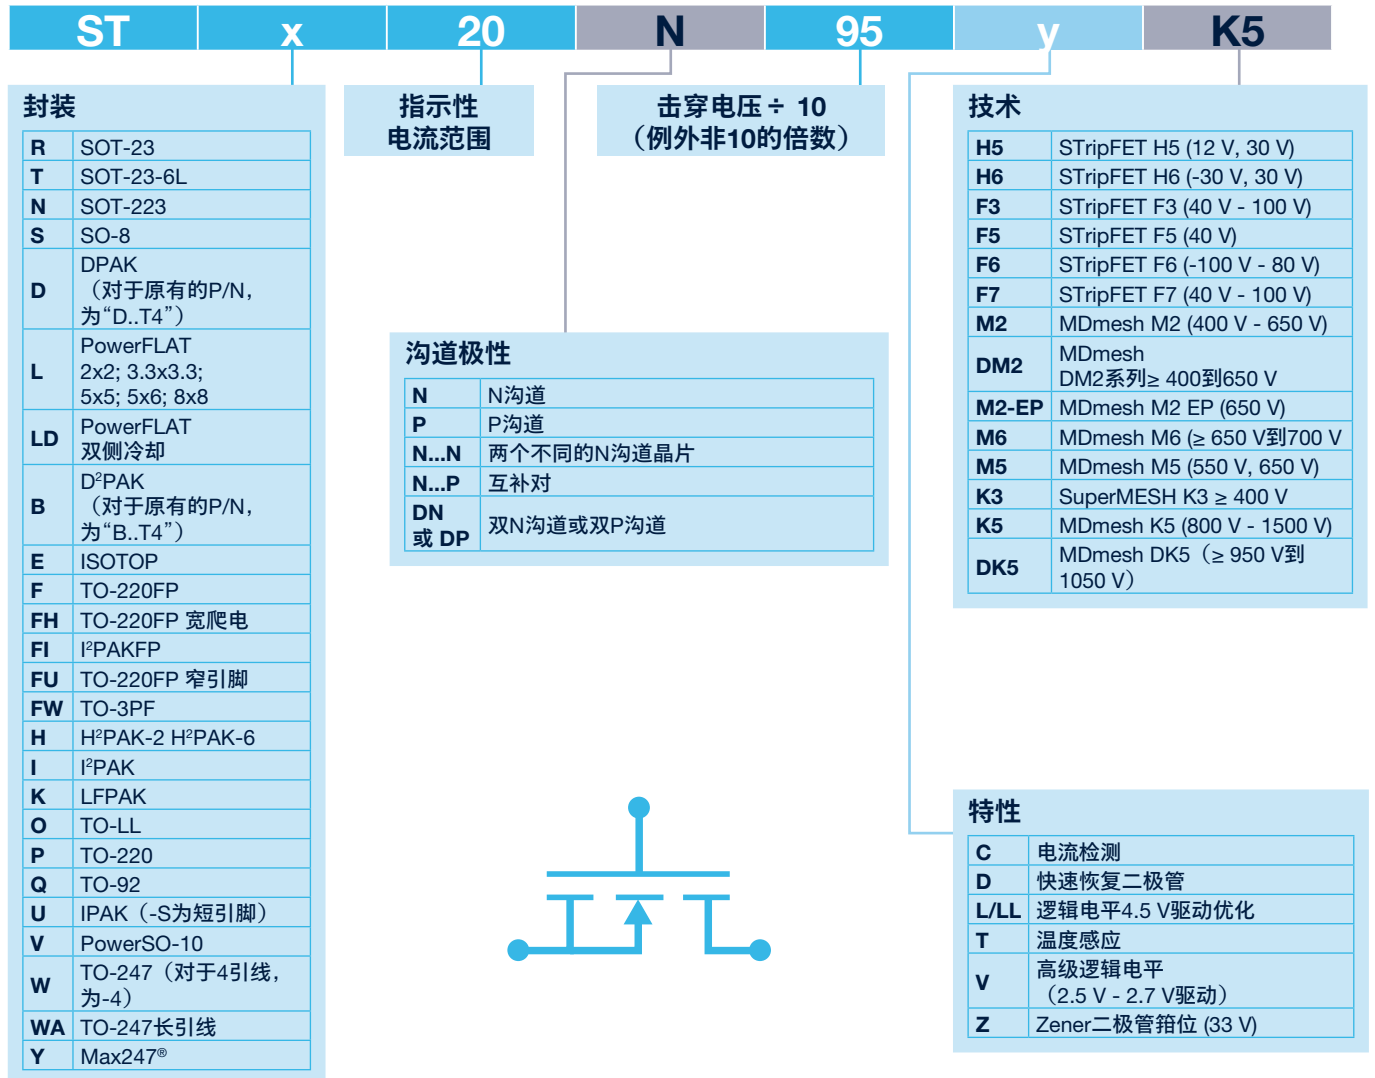 ST x 20 N 95 y K5
封装
R SOT-23
T SOT-23-6L
N SOT-223
S SO-8
D DPAK
（对于原有的P/N，
为“D..T4”）
L PowerFLAT
2x2; 3.3x3.3;
5x5; 5x6; 8x8
LD PowerFLAT
双侧冷却
B D²PAK
（对于原有的P/N，
为“B..T4”）
E ISOTOP
F TO-220FP
FH TO-220FP 宽爬电
FI I²PAKFP
FU TO-220FP 窄引脚
FW TO-3PF
H H²PAK-2 H²PAK-6
I I²PAK
K LFPAK
O TO-LL
P TO-220
Q TO-92
U IPAK（-S为短引脚）
V PowerSO-10
W TO-247（对于4引线，
为-4）
WA TO-247长引线
Y Max247®
指示性
电流范围
击穿电压 ÷ 10
（例外非10的倍数）
沟道极性
N N沟道
P P沟道
N...N 两个不同的N沟道晶片
N...P 互补对
DN
或 DP 双N沟道或双P沟道
技术
H5 STripFET H5 (12 V, 30 V)
H6 STripFET H6 (-30 V, 30 V)
F3 STripFET F3 (40 V - 100 V)
F5 STripFET F5 (40 V)
F6 STripFET F6 (-100 V - 80 V)
F7 STripFET F7 (40 V - 100 V)
M2 MDmesh M2 (400 V - 650 V)
DM2 MDmesh
DM2系列≥ 400到650 V
M2-EP MDmesh M2 EP (650 V)
M6 MDmesh M6 (≥ 650 V到700 V
M5 MDmesh M5 (550 V, 650 V)
K3 SuperMESH K3 ≥ 400 V
K5 MDmesh K5 (800 V - 1500 V)
DK5 MDmesh DK5（≥ 950 V到
1050 V）
特性
C 电流检测
D 快速恢复二极管
L/LL 逻辑电平4.5 V驱动优化
T 温度感应
V 高级逻辑电平
（2.5 V - 2.7 V驱动）
Z Zener二极管箝位 (33 V)